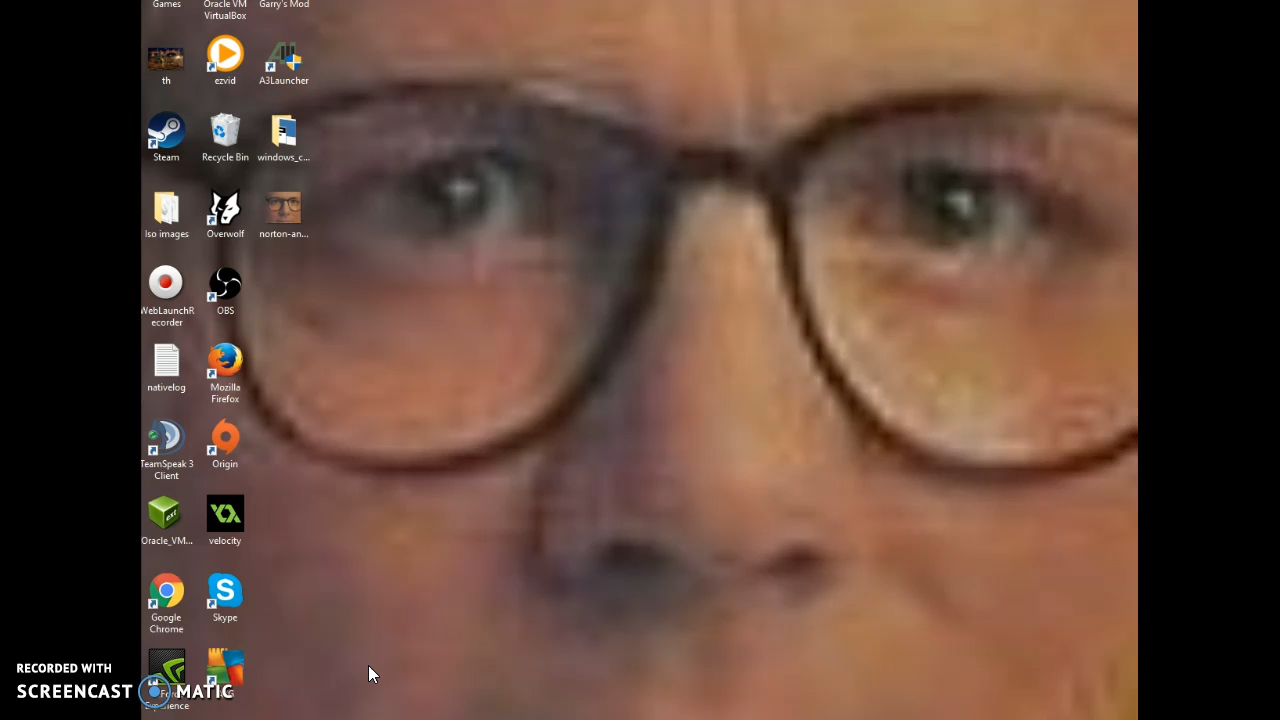 Games
Oracle VM
VirtualBox
Garry's Mod
th
ezvid
A3Launcher
Steam
Recycle Bin
windows_c...
Iso images
Overwolf
norton-an...
WebLaunchR
ecorder
OBS
nativelog
Mozilla
Firefox
TeamSpeak 3
Client
Origin
Oracle_VM...
velocity
Google
Chrome
Skype
Experience
RECORDED WITH
SCREENCAST MATIC